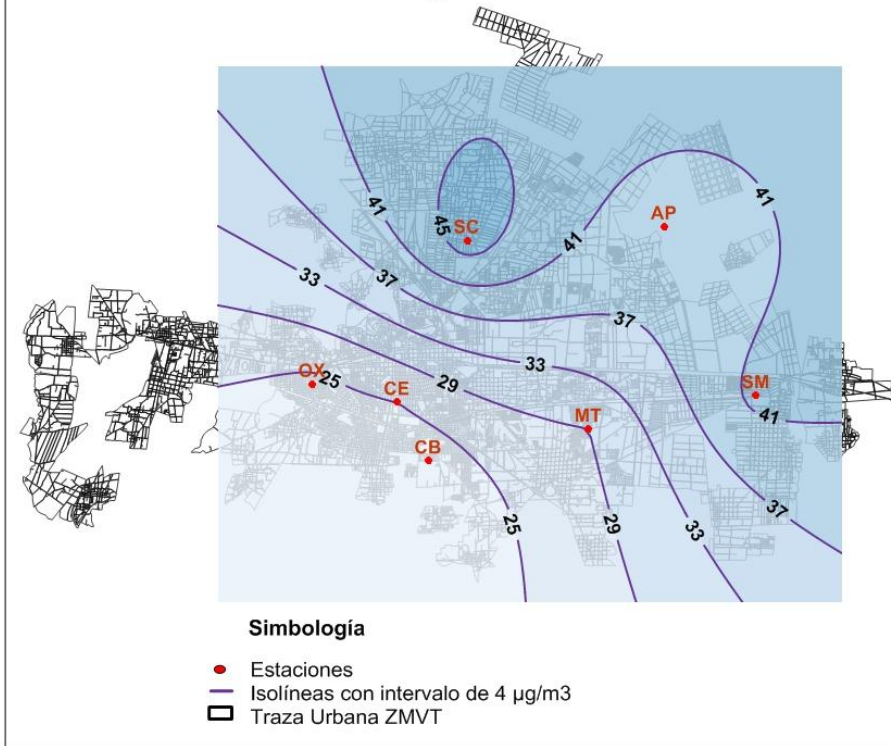 41
45
SC
AP
41
41
33
37
37
OX
25
CE
29
33
SM
MT
41
CB
25
29
33
37
Simbología
Estaciones
Isolíneas con intervalo de 4 µg/m3
Traza Urbana ZMVT